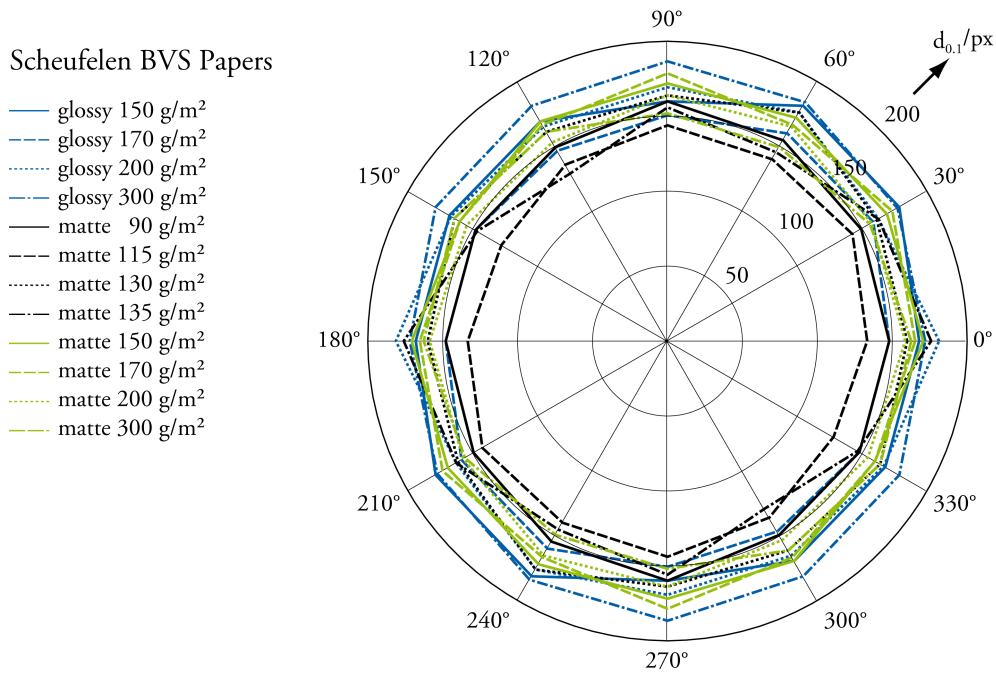 Scheufelen BVS Papers
glossy 150 g/m²
glossy 170 g/m²
glossy 200 g/m²
glossy 300 g/m²
matte 90 g/m²
matte 115 g/m²
matte 130 g/m²
matte 135 g/m²
matte 150 g/m²
matte 170 g/m²
matte 200 g/m²
matte 300 g/m²
90°
120°
60°
d0.1/px
200
150°
150
30°
100
50
180°
0°
210°
330°
240°
300°
270°